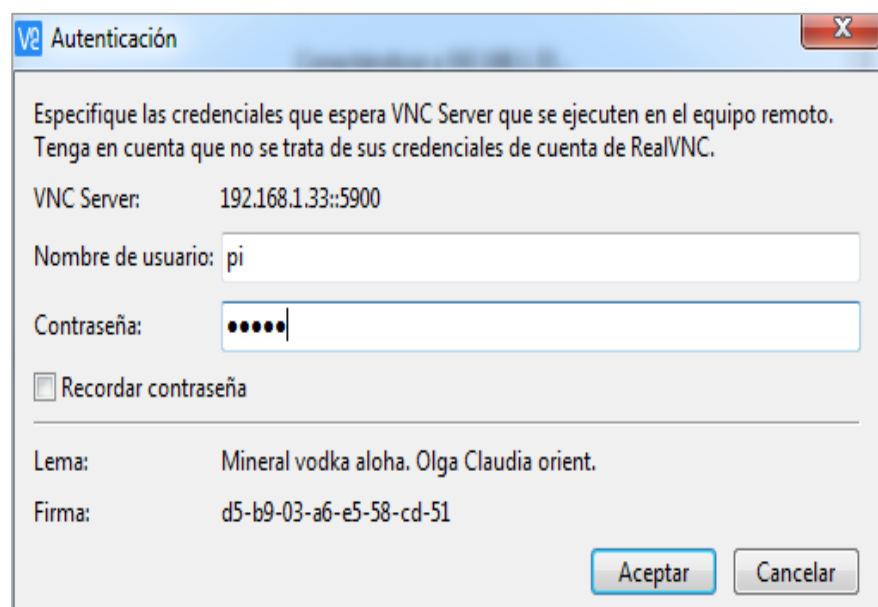 V2 Autenticación
Especifique las credenciales que espera VNC Server que se ejecuten en el equipo remoto.
Tenga en cuenta que no se trata de sus credenciales de cuenta de RealVNC.
VNC Server: 192.168.1.33::5900
Nombre de usuario: pi
Contraseña: •••••
Recordar contraseña
Lema: Mineral vodka aloha. Olga Claudia orient.
Firma: d5-b9-03-a6-e5-58-cd-51
Aceptar Cancelar